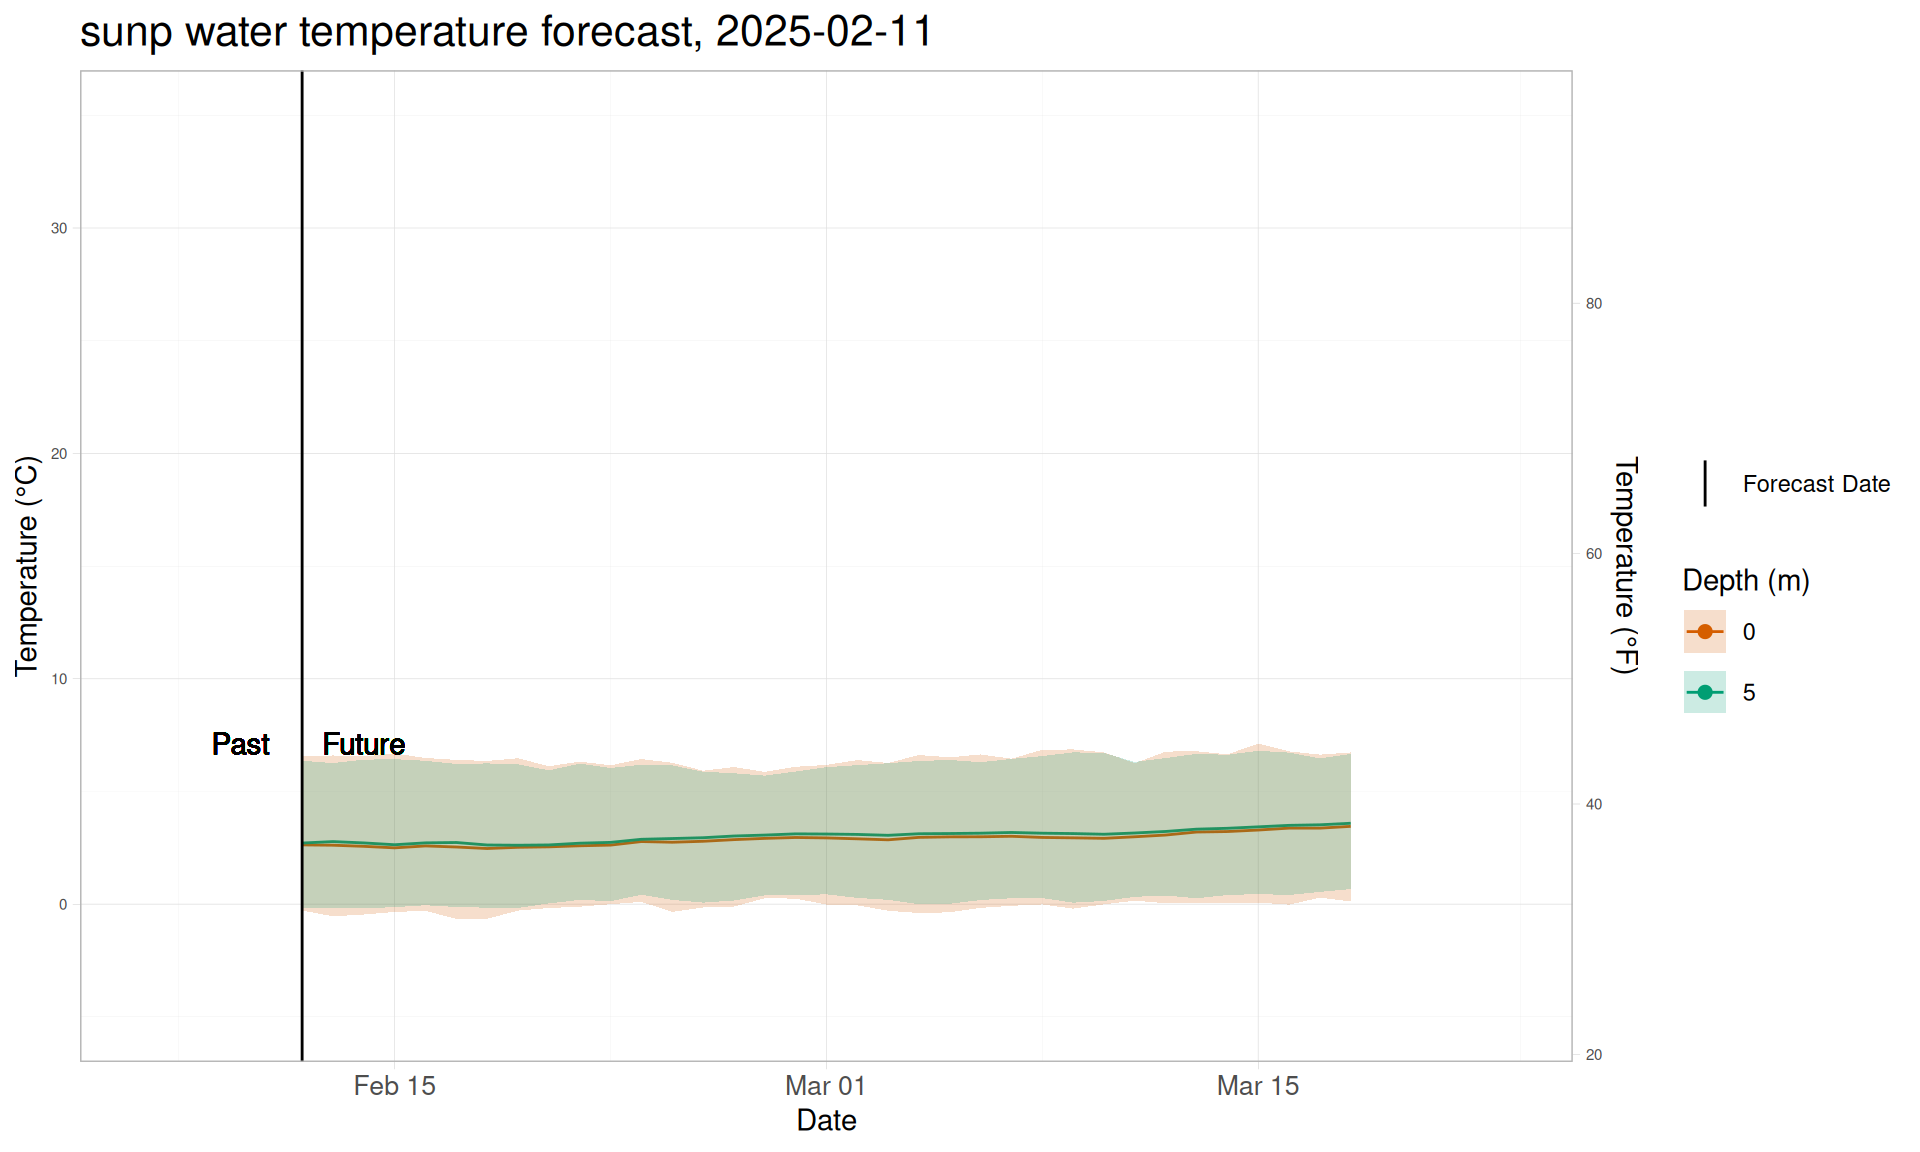 sunp water temperature forecast, 2025-02-11
Temperature (°C)
30
20
10
0
Past
Future
80
60
40
20
Temperature (°F)
Feb 15
Mar 01
Mar 15
Date
Forecast Date
Depth (m)
0
5